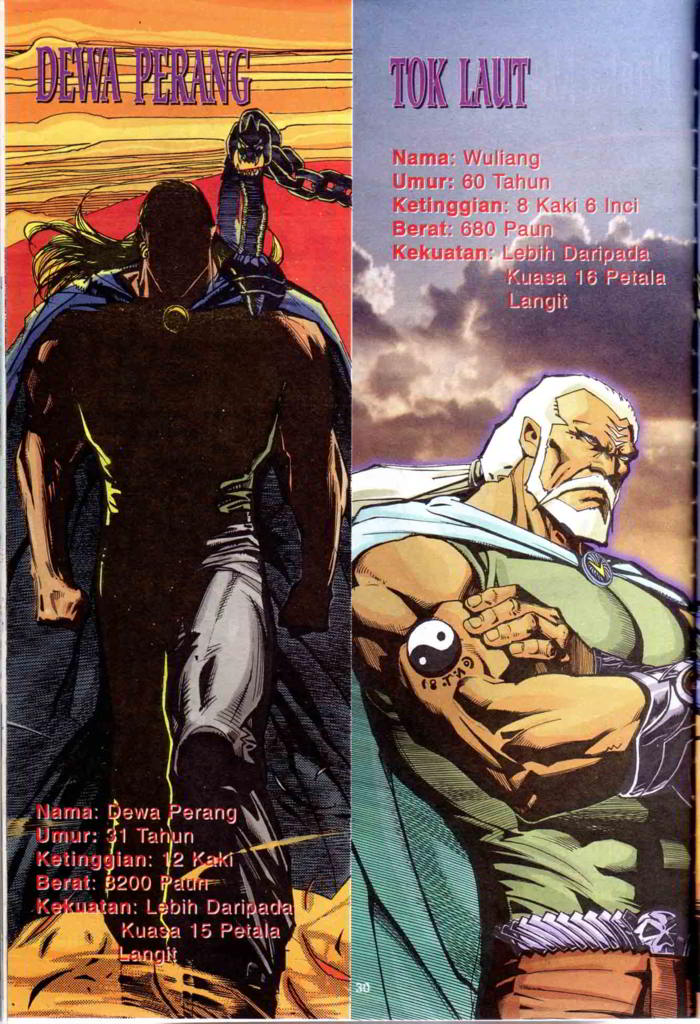 DEWA PERANG
Nama: Dewa Perang
Umur: 31 Tahun
Ketinggian: 12 Kaki
Berat: 3200 Paun
Kekuatan: Lebih Daripada
Kuasa 15 Petala
Langit
TOK LAUT
Nama: Wuliang
Umur: 60 Tahun
Ketinggian: 8 Kaki 6 Inci
Berat: 680 Paun
Kekuatan: Lebih Daripada
Kuasa 16 Petala
Langit
30